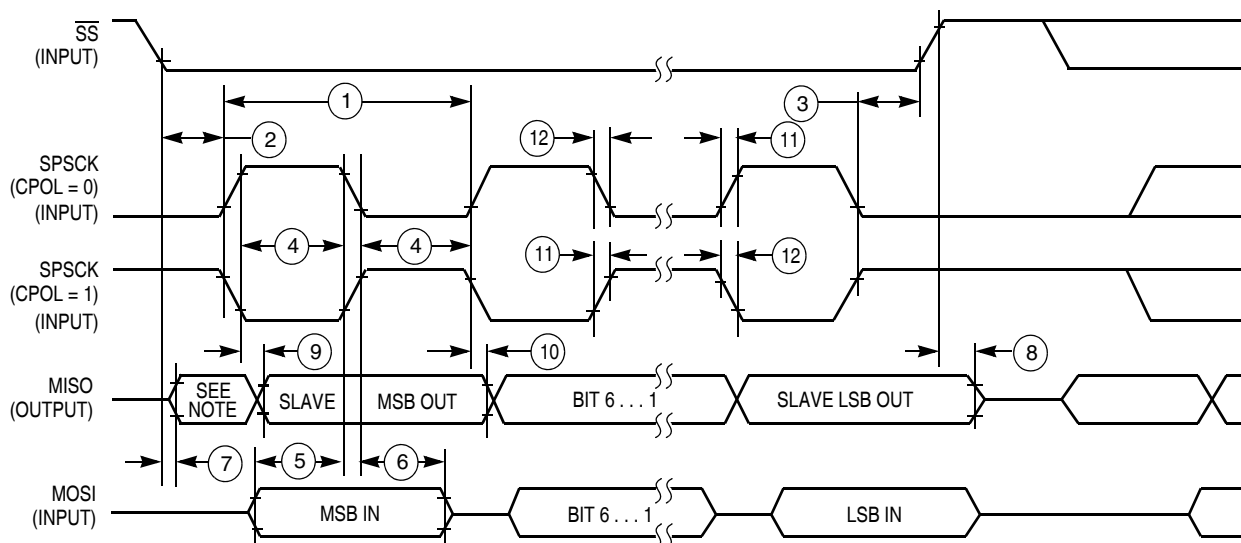 SS
(INPUT)
1
3
2
12
11
SPSCK
(CPOL = 0)
(INPUT)
4
4
11
12
SPSCK
(CPOL = 1)
(INPUT)
9
10
8
MISO
(OUTPUT)
SEE
NOTE
SLAVE
MSB OUT
BIT 6 . . . 1
SLAVE LSB OUT
7
5
6
MOSI
(INPUT)
MSB IN
BIT 6 . . . 1
LSB IN